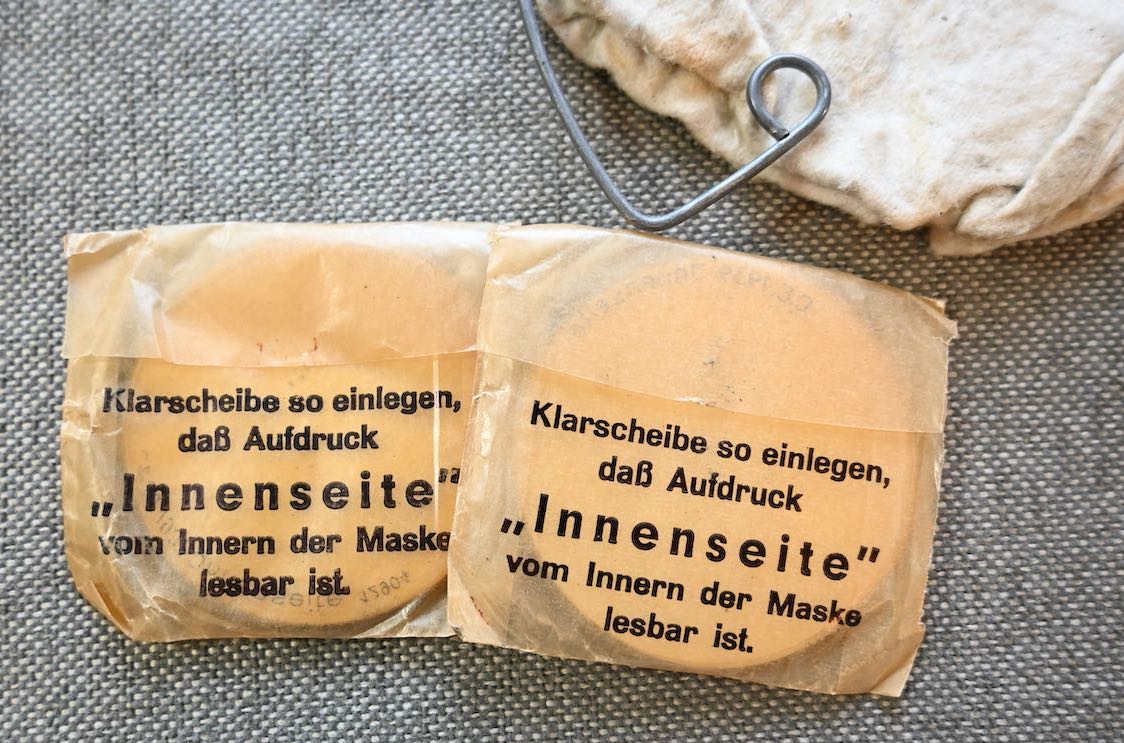 Klarscheibe so einlegen,
daß Aufdruck
„Innenseite”
vom Innern der Maske
lesbar ist.
Klarscheibe so einlegen,
daß Aufdruck
„Innenseite”
vom Innern der Maske
lesbar ist.